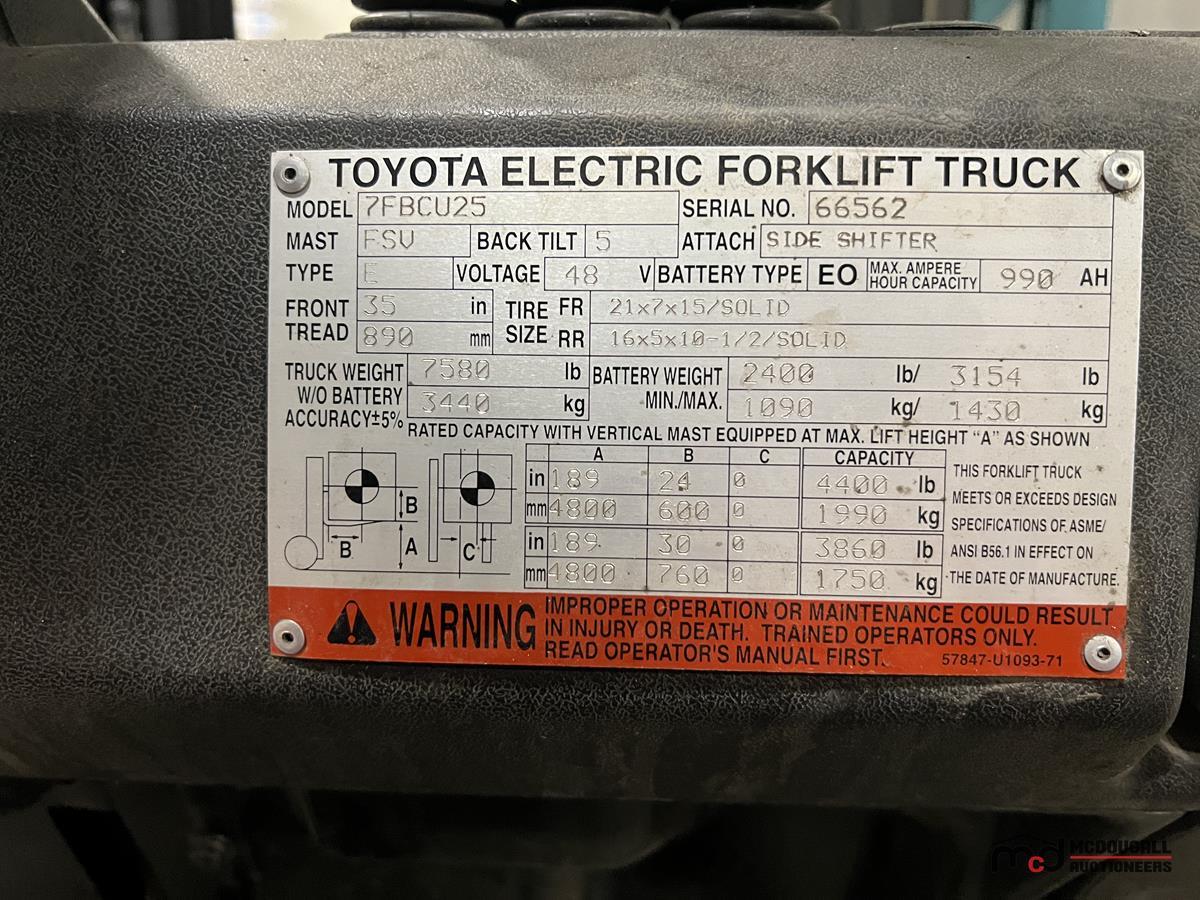 TOYOTA ELECTRIC FORKLIFT TRUCK
MODEL 7FBCU25 SERIAL NO. 66562
MAST FSV BACK TILT 5 ATTACH SIDE SHIFTER
TYPE E VOLTAGE 48 V BATTERY TYPE EO MAX. AMPERE HOUR CAPACITY 990 AH
FRONT TREAD 35 in TIRE SIZE FR 21x7x15/SOLID
890 mm RR 16x5x10-1/2/SOLID
TRUCK WEIGHT W/O BATTERY ACCURACY±5% 7580 lb BATTERY WEIGHT MIN./MAX. 2400 lb/ 3154 lb
3440 kg 1090 kg/ 1430 kg
RATED CAPACITY WITH VERTICAL MAST EQUIPPED AT MAX. LIFT HEIGHT "A" AS SHOWN
A B C CAPACITY
in 189 24 0 4400 lb
mm 4800 600 0 1990 kg
in 189 30 0 3860 lb
mm 4800 760 0 1750 kg
B
B A C
THIS FORKLIFT TRUCK
MEETS OR EXCEEDS DESIGN
SPECIFICATIONS OF ASME/
ANSI B56.1 IN EFFECT ON
THE DATE OF MANUFACTURE.
WARNING
IMPROPER OPERATION OR MAINTENANCE COULD RESULT
IN INJURY OR DEATH. TRAINED OPERATORS ONLY.
READ OPERATOR'S MANUAL FIRST. 57847-U1093-71
mcd MCDOUGALL
AUCTIONEERS